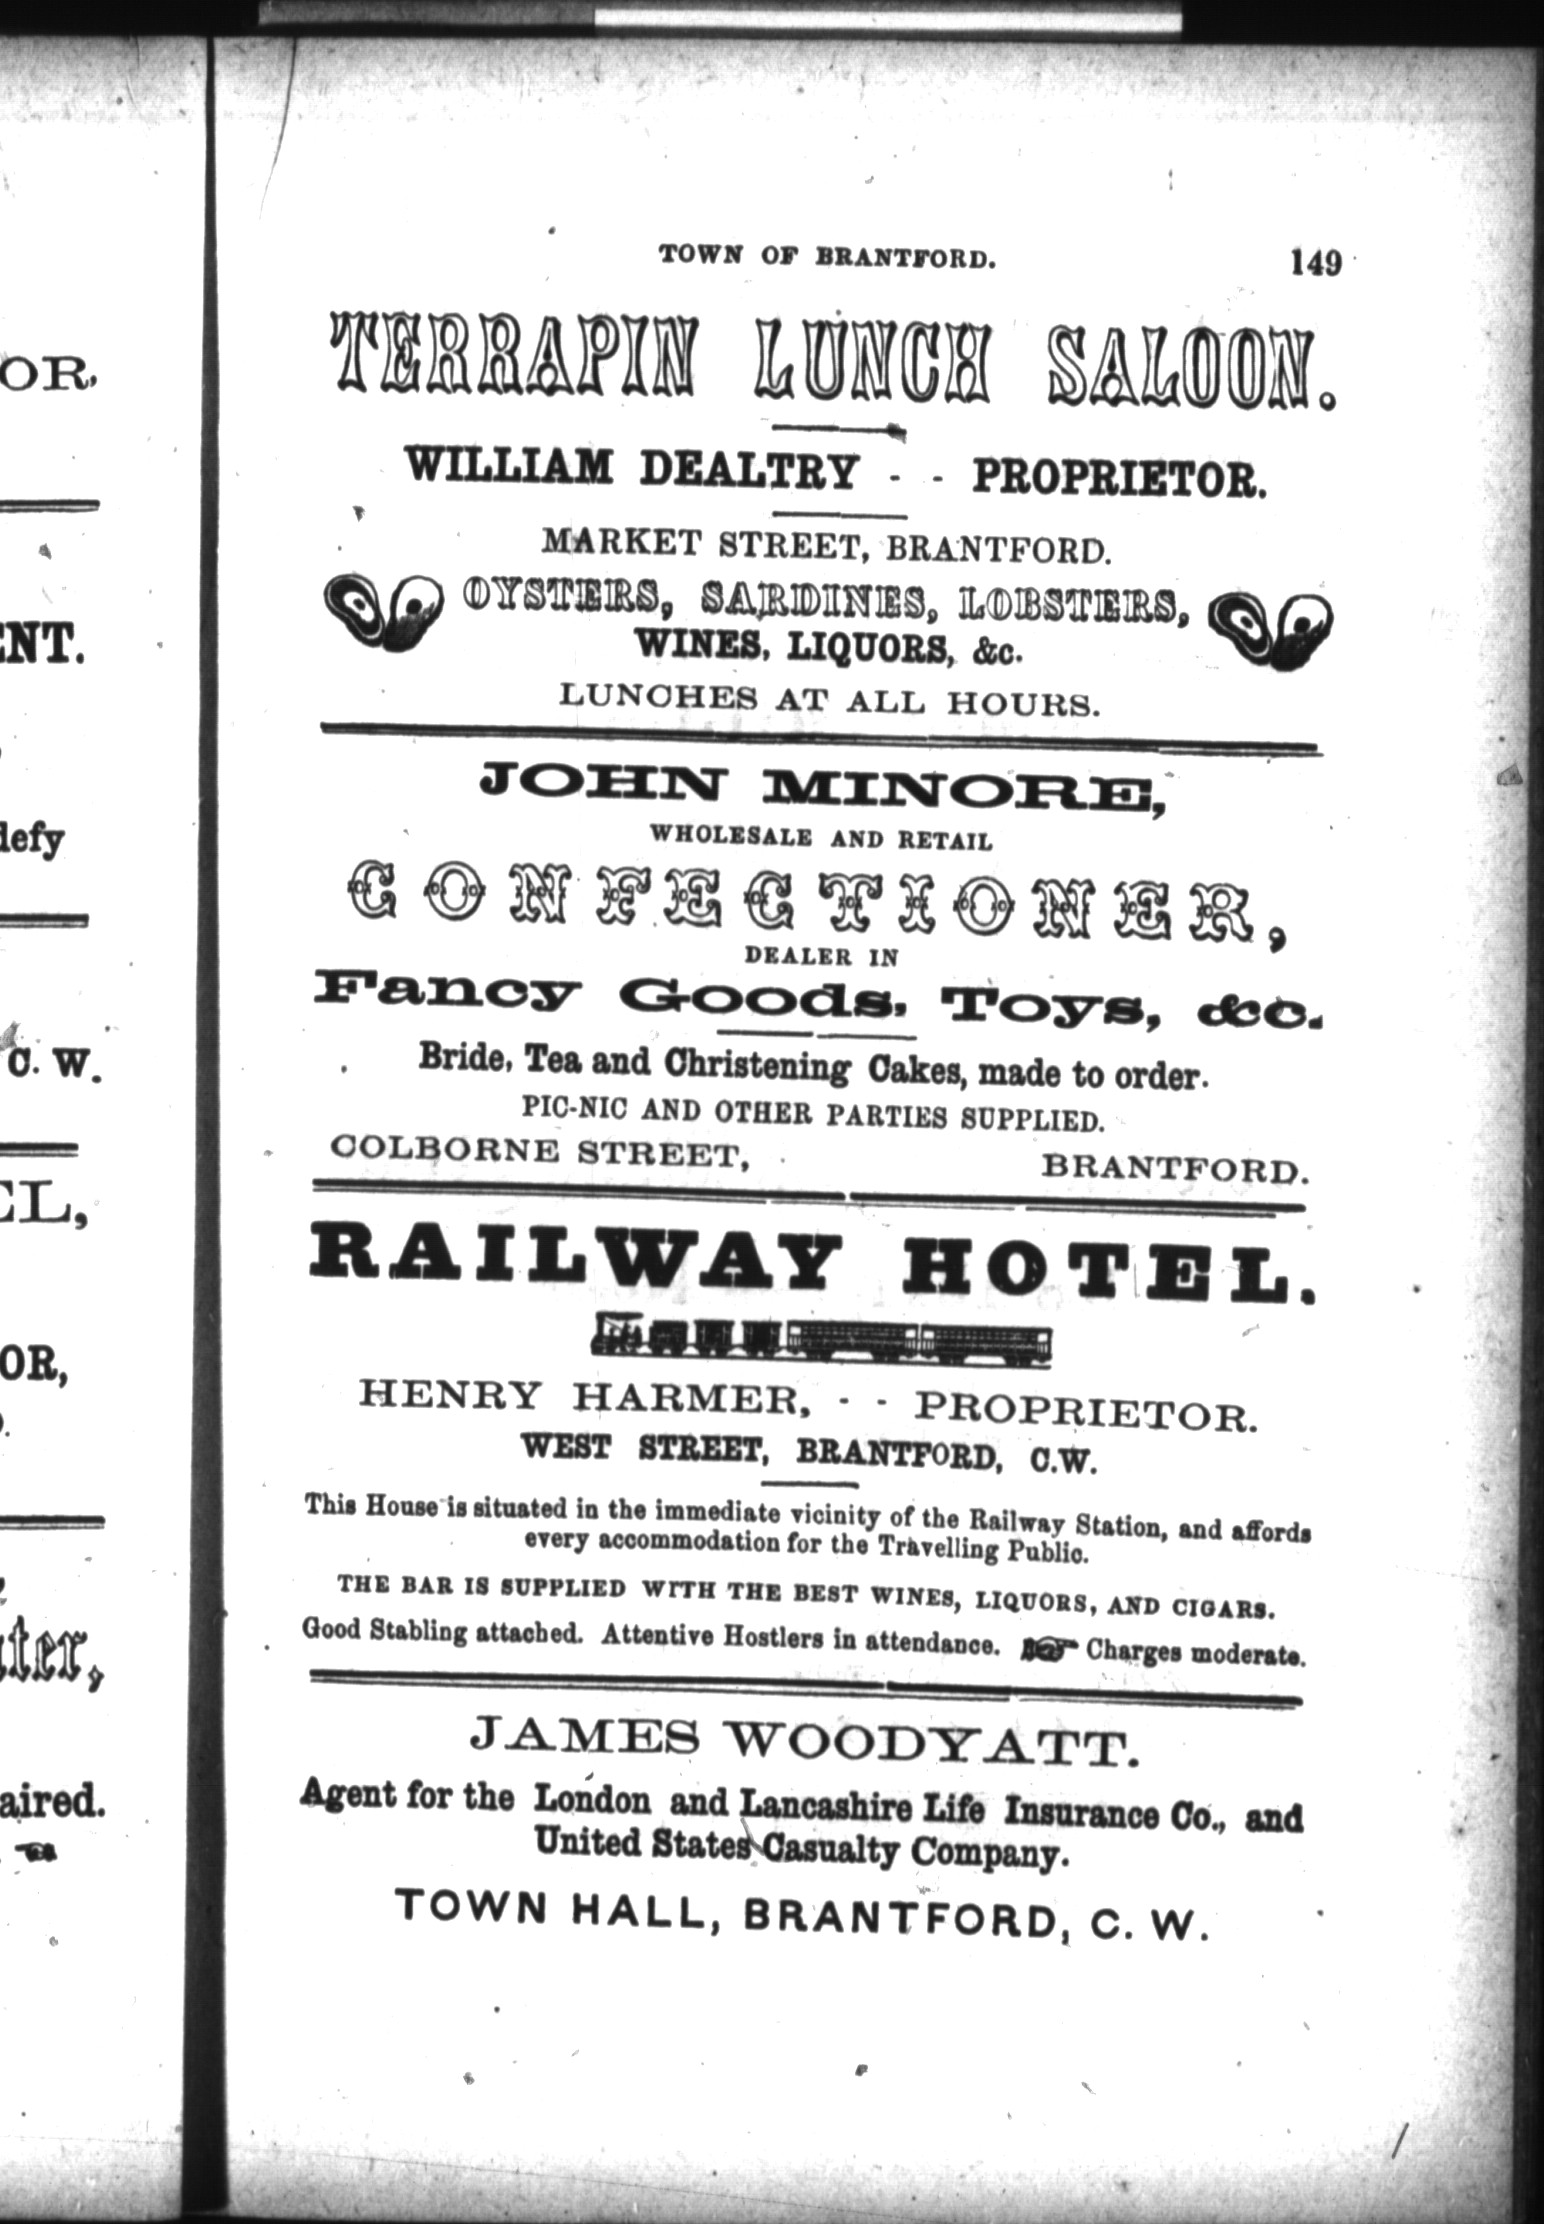 TOWN OF BRANTFORD. 149
TERRAPIN LUNCH SALOON.
WILLIAM DEALTRY - - PROPRIETOR.
MARKET STREET, BRANTFORD.
OYSTERS, SARDINES, LOBSTERS,
WINES, LIQUORS, &c.
LUNCHES AT ALL HOURS.
JOHN MINORE,
WHOLESALE AND RETAIL
CONFECTIONER,
DEALER IN
Fancy Goods, Toys, &c.
Bride, Tea and Christening Cakes, made to order.
PIC-NIC AND OTHER PARTIES SUPPLIED.
COLBORNE STREET, BRANTFORD.
RAILWAY HOTEL.
HENRY HARMER, - - PROPRIETOR.
WEST STREET, BRANTFORD, C.W.
This House is situated in the immediate vicinity of the Railway Station, and affords
every accommodation for the Travelling Public.
THE BAR IS SUPPLIED WITH THE BEST WINES, LIQUORS, AND CIGARS.
Good Stabling attached. Attentive Hostlers in attendance. ☞ Charges moderate.
JAMES WOODYATT.
Agent for the London and Lancashire Life Insurance Co., and
United States Casualty Company.
TOWN HALL, BRANTFORD, C. W.